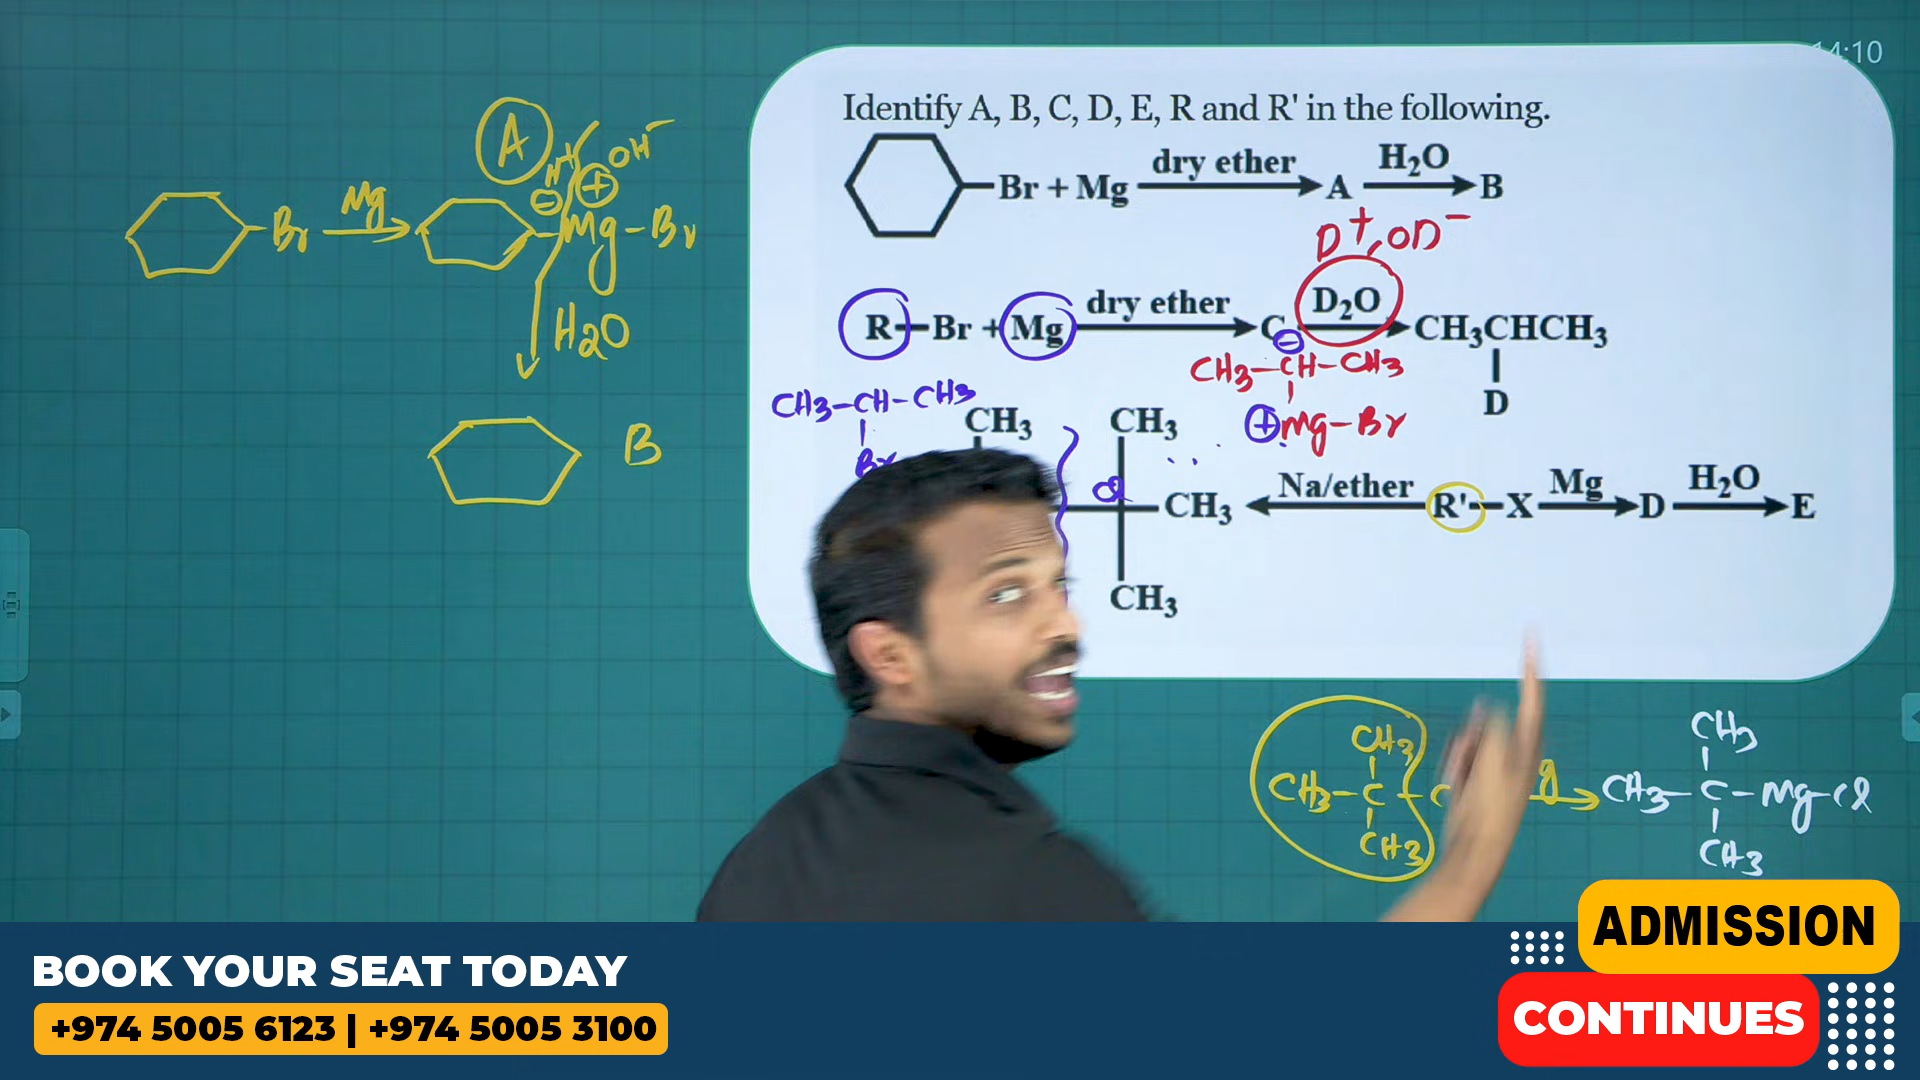 14:10
Identify A, B, C, D, E, R and R' in the following.
Br + Mg dry ether A H₂O B
D⁺, OD⁻
R—Br + Mg dry ether C D₂O CH₃CHCH₃
D
CH3-CH-CH3
⊖
Mg-Br
⊕
CH3-CH-CH3
Br
CH₃ CH₃
Cl
CH₃ Na/ether R'—X Mg D H₂O E
CH₃
A
H⁺ OH⁻
⊖ ⊕
Br Mg Mg-Br
H2O
B
CH3
CH3-C-
CH3
CH3
CH3-C-Mg-Cl
CH3
BOOK YOUR SEAT TODAY
+974 5005 6123 | +974 5005 3100
ADMISSION
CONTINUES